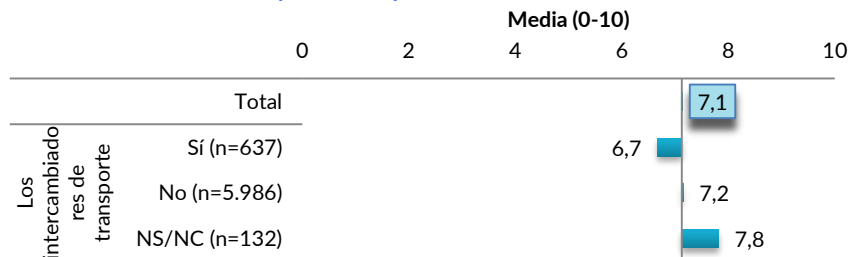 Media (0-10)
0 2 4 6 8 10
Total 7,1
Los
intercambiado
res de
transporte
Sí (n=637) 6,7
No (n=5.986) 7,2
NS/NC (n=132) 7,8